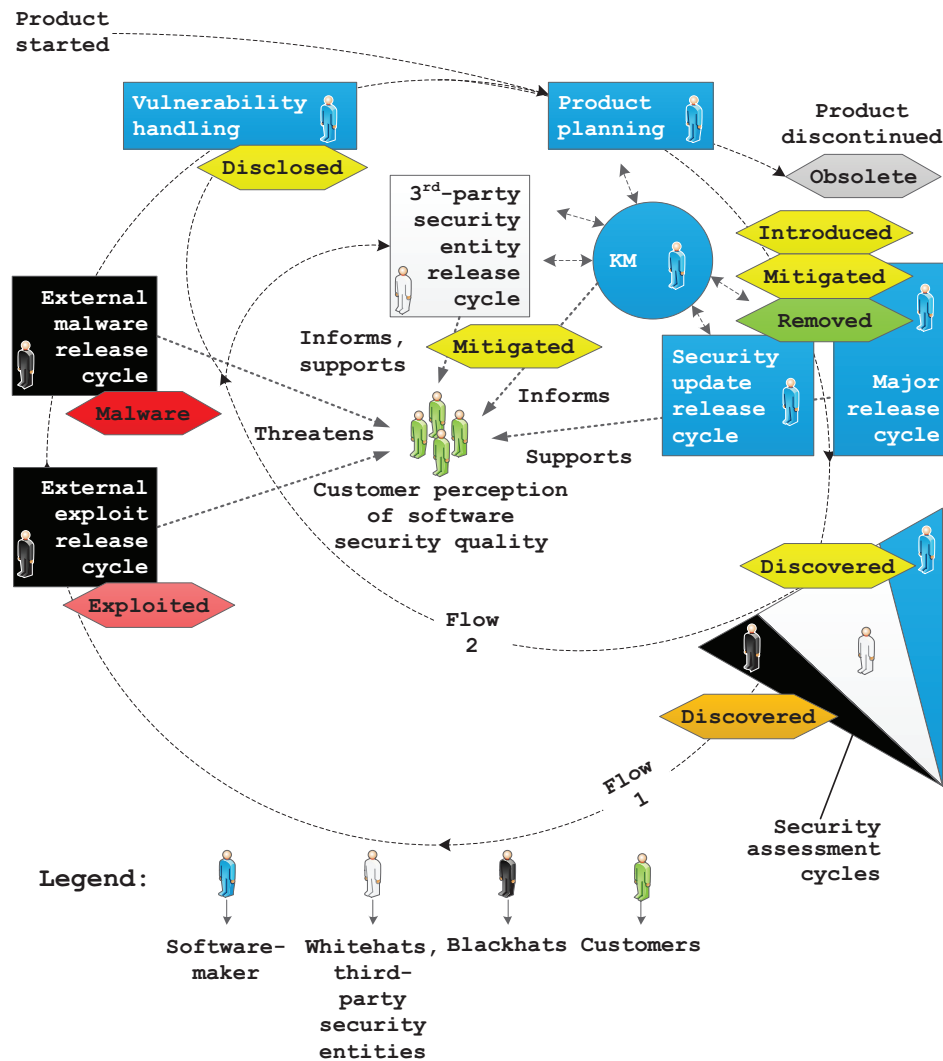 Product
started
Vulnerability
handling
Disclosed
Product
planning
Product
discontinued
Obsolete
3rd-party
security
entity
release
cycle
KM
Introduced
Mitigated
Removed
External
malware
release
cycle
Malware
Informs,
supports
Mitigated
Informs
Security
update
release
cycle
Major
release
cycle
Threatens
Supports
Customer perception
of software
security quality
External
exploit
release
cycle
Exploited
Discovered
Flow
2
Discovered
Flow
1
Security
assessment
cycles
Legend:
Software-
maker
Whitehats,
third-
party
security
entities
Blackhats
Customers